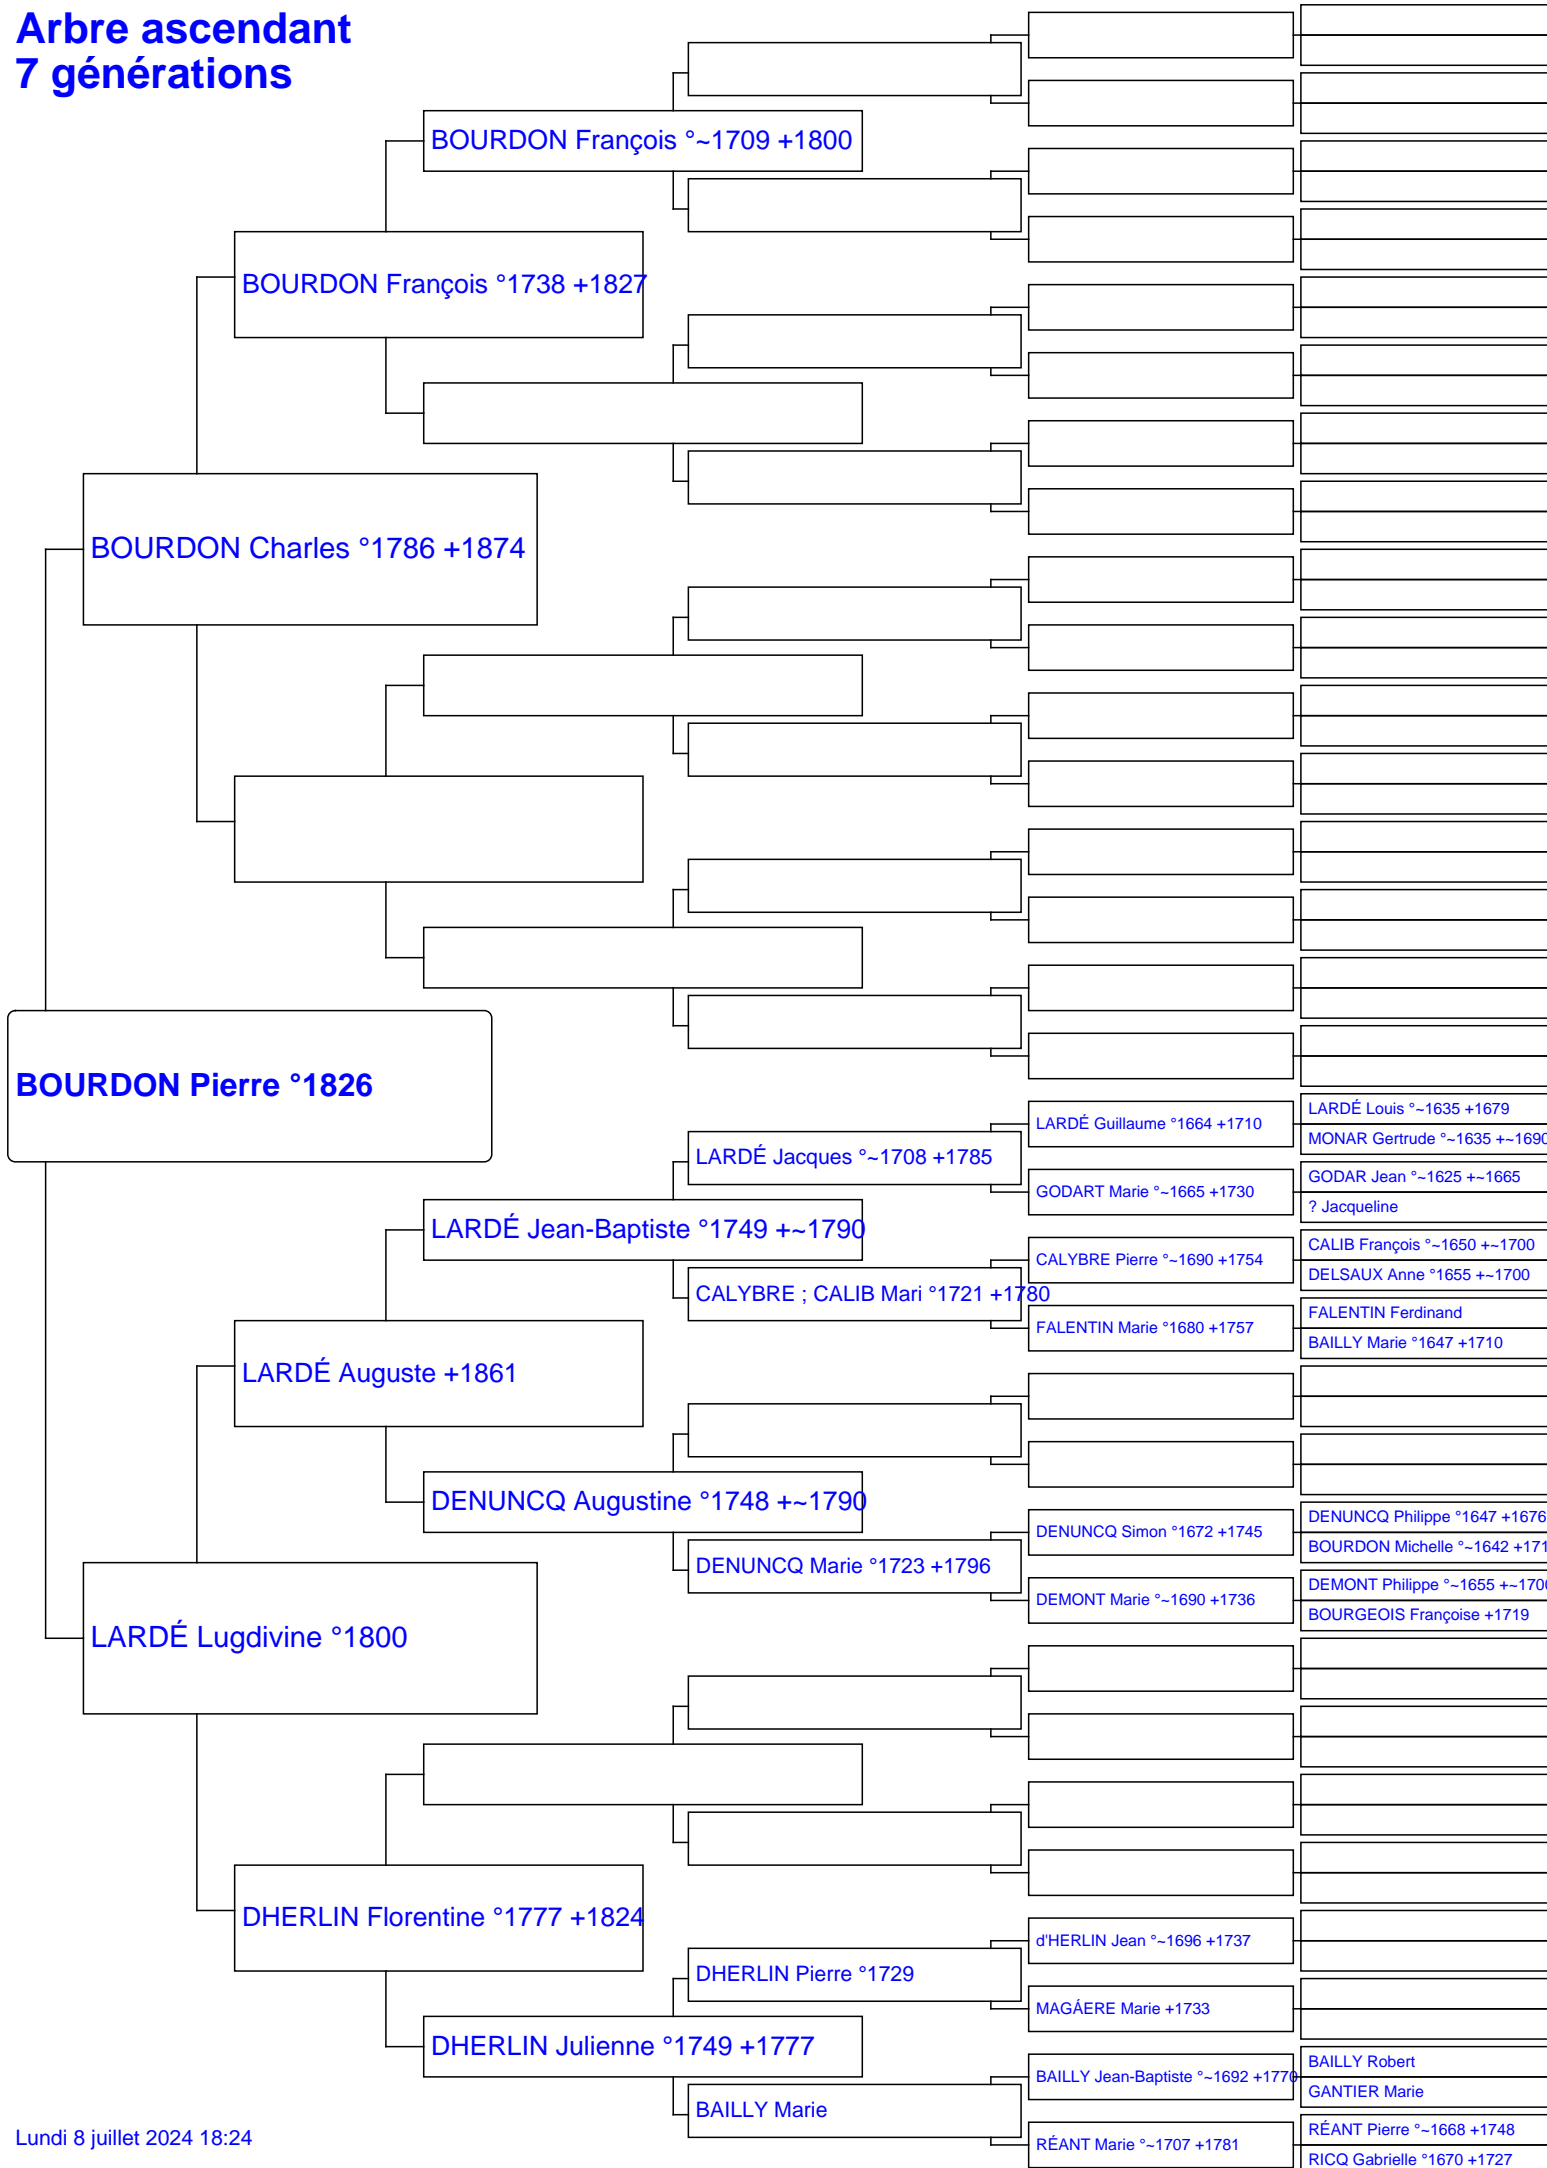 Arbre ascendant
7 générations
BOURDON François °~1709 +1800
BOURDON François °1738 +1827
BOURDON Charles °1786 +1874
BOURDON Pierre °1826
LARDÉ Louis °~1635 +1679
LARDÉ Guillaume °1664 +1710
MONAR Gertrude °~1635 +~1690
LARDÉ Jacques °~1708 +1785
GODAR Jean °~1625 +~1665
GODART Marie °~1665 +1730
? Jacqueline
LARDÉ Jean-Baptiste °1749 +~1790
CALIB François °~1650 +~1700
CALYBRE Pierre °~1690 +1754
DELSAUX Anne °1655 +~1700
CALYBRE ; CALIB Mari °1721 +1780
FALENTIN Ferdinand
FALENTIN Marie °1680 +1757
BAILLY Marie °1647 +1710
LARDÉ Auguste +1861
DENUNCQ Augustine °1748 +~1790
DENUNCQ Philippe °1647 +1676
DENUNCQ Simon °1672 +1745
BOURDON Michelle °~1642 +171
DENUNCQ Marie °1723 +1796
DEMONT Philippe °~1655 +~170
DEMONT Marie °~1690 +1736
BOURGEOIS Françoise +1719
LARDÉ Lugdivine °1800
DHERLIN Florentine °1777 +1824
d'HERLIN Jean °~1696 +1737
DHERLIN Pierre °1729
MAGÁERE Marie +1733
DHERLIN Julienne °1749 +1777
BAILLY Robert
BAILLY Jean-Baptiste °~1692 +1770
GANTIER Marie
BAILLY Marie
RÉANT Pierre °~1668 +1748
RÉANT Marie °~1707 +1781
RICQ Gabrielle °1670 +1727
Lundi 8 juillet 2024 18:24